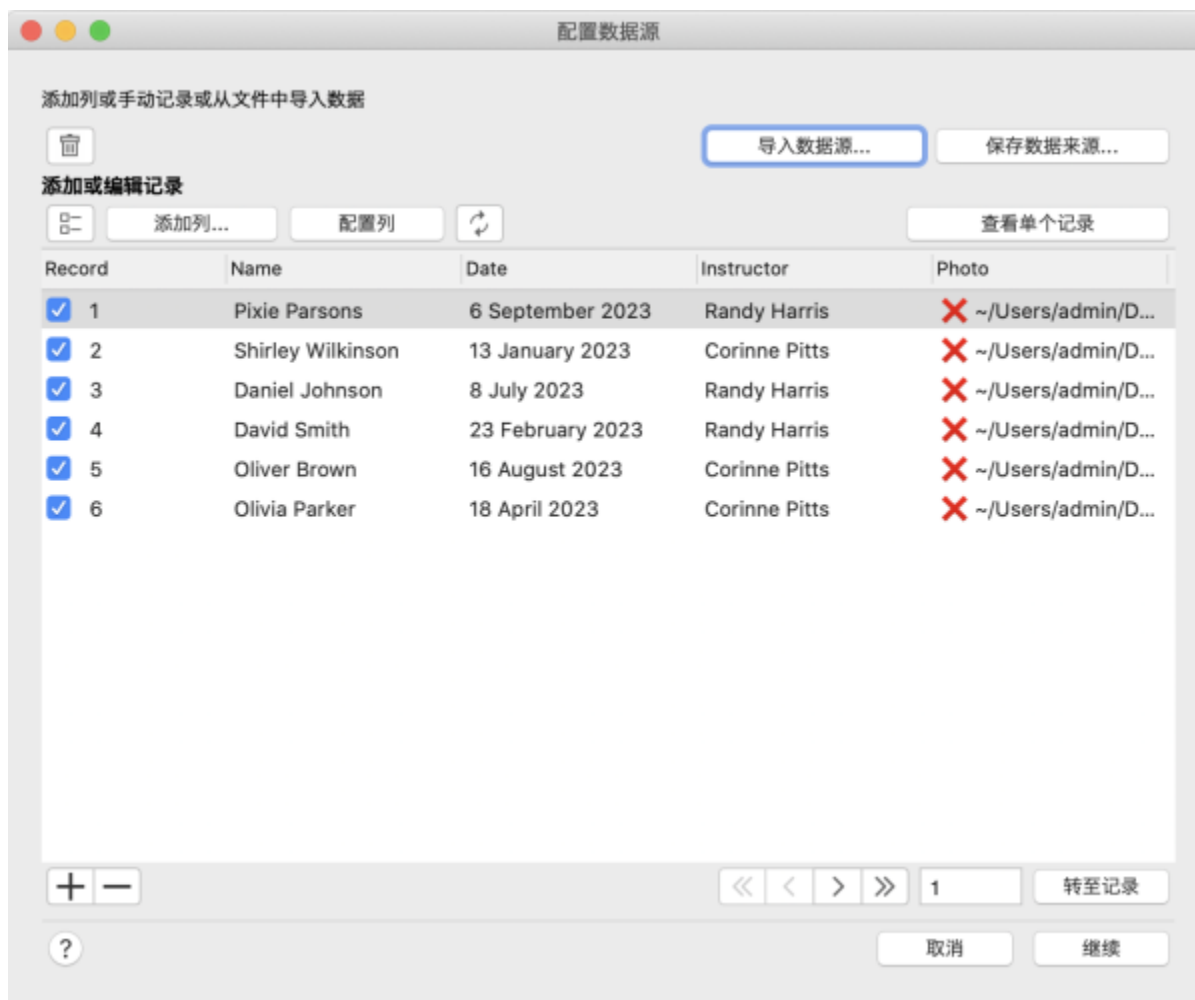 配置数据源
添加列或手动记录或从文件中导入数据
导入数据源... 保存数据来源...
添加或编辑记录
添加列... 配置列 查看单个记录
Record Name Date Instructor Photo
1 Pixie Parsons 6 September 2023 Randy Harris ~/Users/admin/D...
2 Shirley Wilkinson 13 January 2023 Corinne Pitts ~/Users/admin/D...
3 Daniel Johnson 8 July 2023 Randy Harris ~/Users/admin/D...
4 David Smith 23 February 2023 Randy Harris ~/Users/admin/D...
5 Oliver Brown 16 August 2023 Corinne Pitts ~/Users/admin/D...
6 Olivia Parker 18 April 2023 Corinne Pitts ~/Users/admin/D...
1 转至记录
? 取消 继续